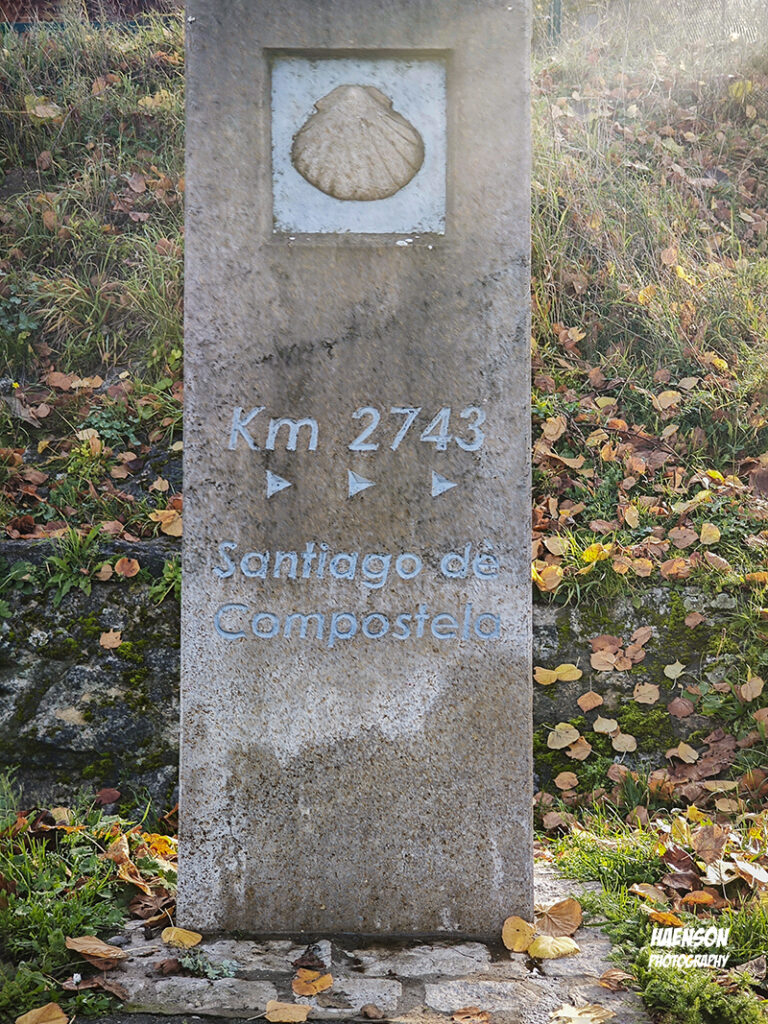 Km 2743
Santiago dè
Compostela
HAENSON
PHOTOGRAPHY